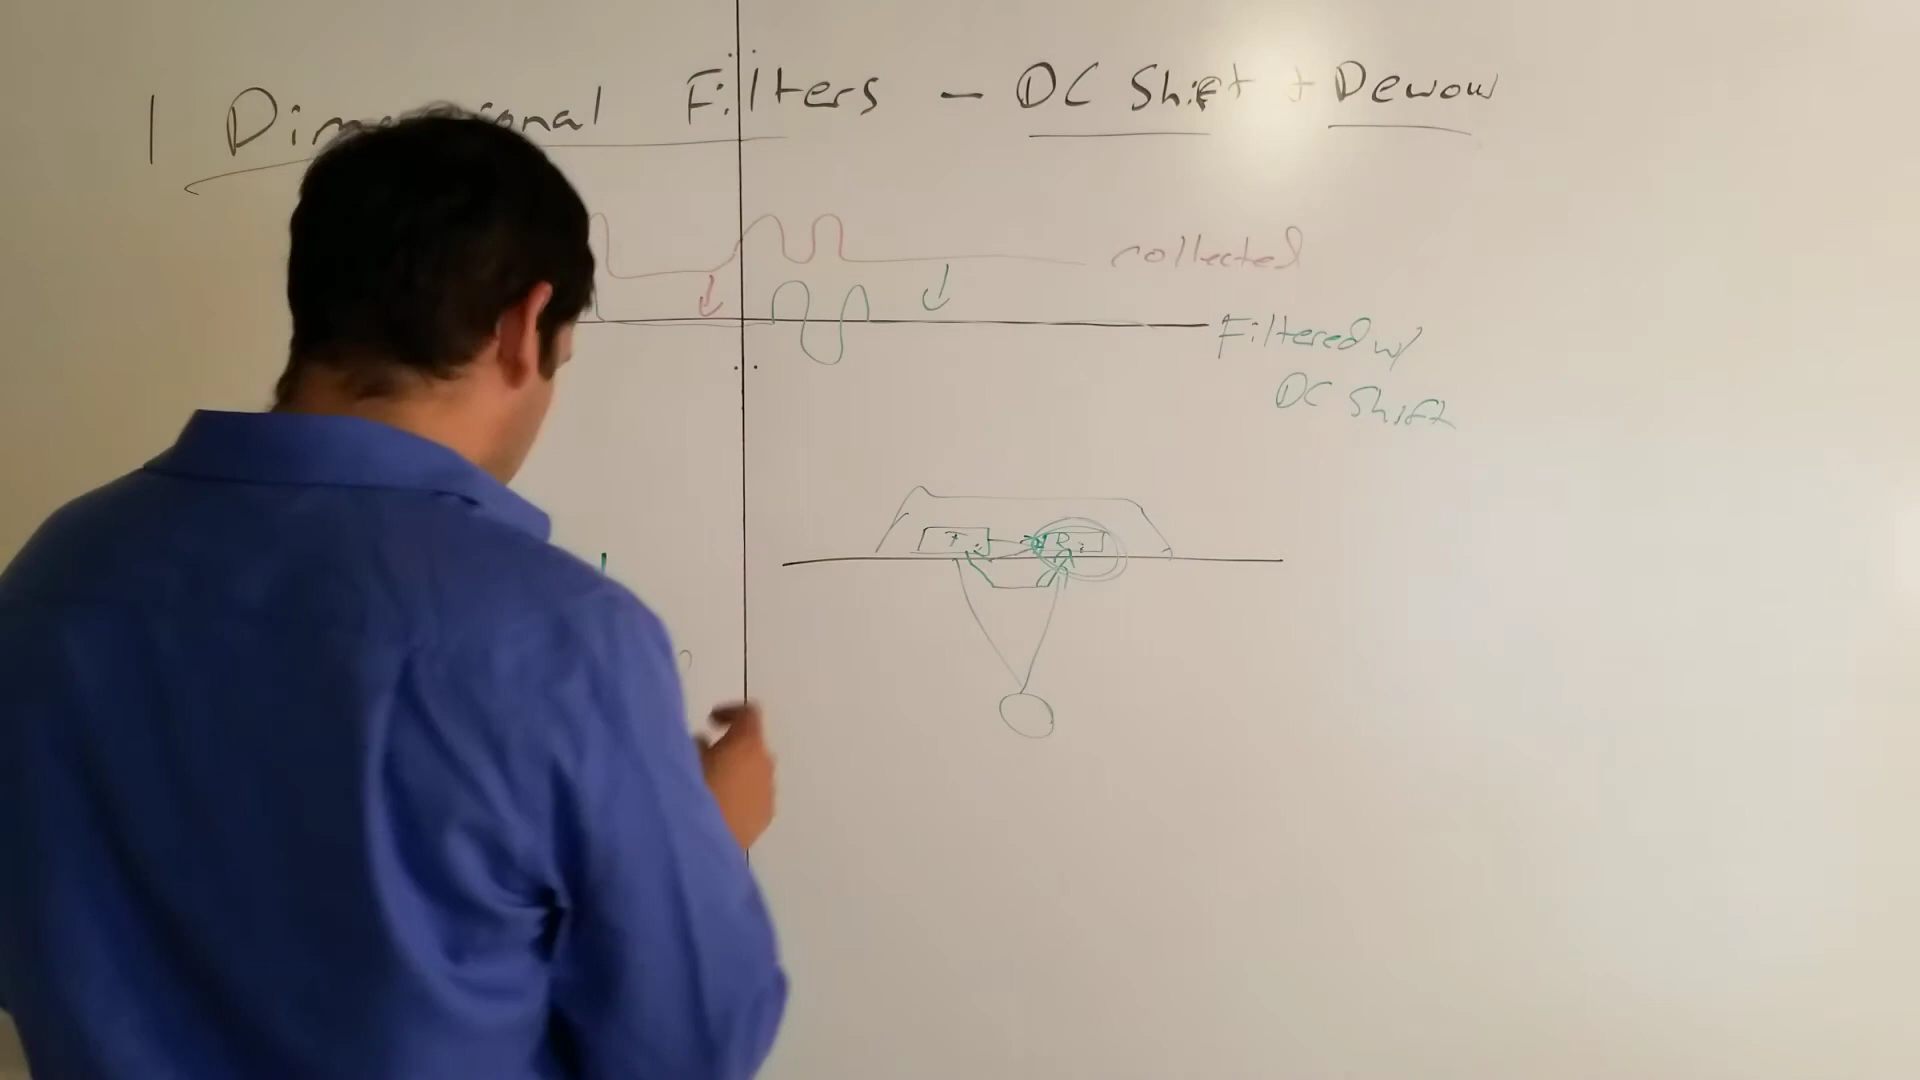 1 Dimensional Filters - DC Shift + Dewow
collected
Filtered w/
DC Shift
T R